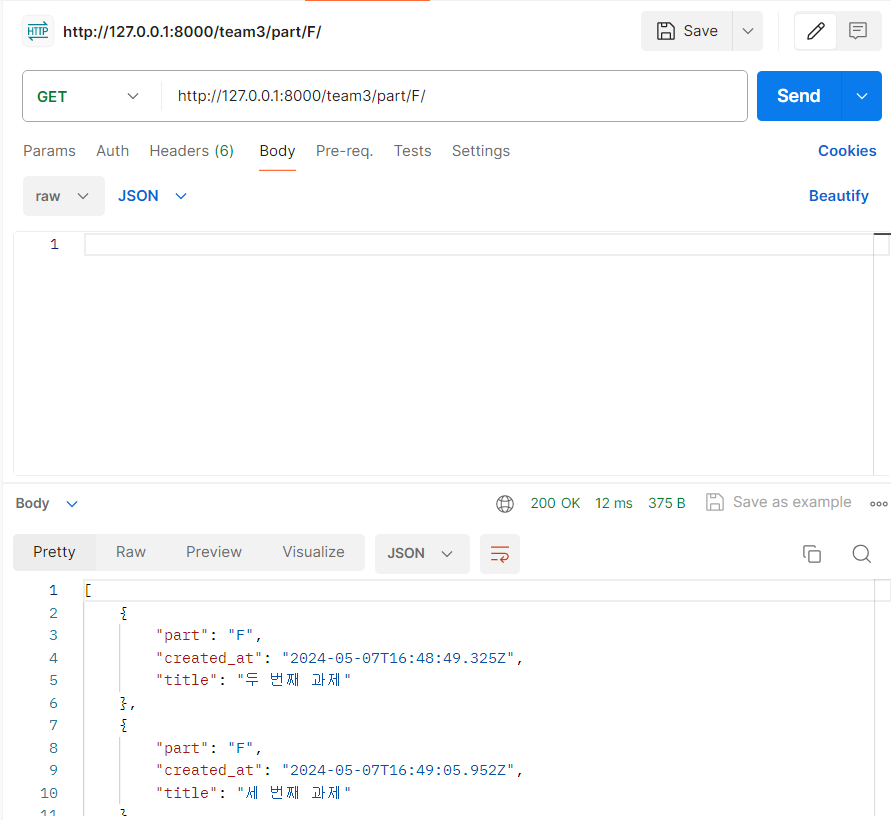 HTTP http://127.0.0.1:8000/team3/part/F/ Save
GET http://127.0.0.1:8000/team3/part/F/ Send
Params Auth Headers (6) Body Pre-req. Tests Settings Cookies
raw JSON Beautify
1
Body 200 OK 12 ms 375 B Save as example
Pretty Raw Preview Visualize JSON
1 [
2 {
3 "part": "F",
4 "created_at": "2024-05-07T16:48:49.325Z",
5 "title": "두 번째 과제"
6 },
7 {
8 "part": "F",
9 "created_at": "2024-05-07T16:49:05.952Z",
10 "title": "세 번째 과제"
11 }